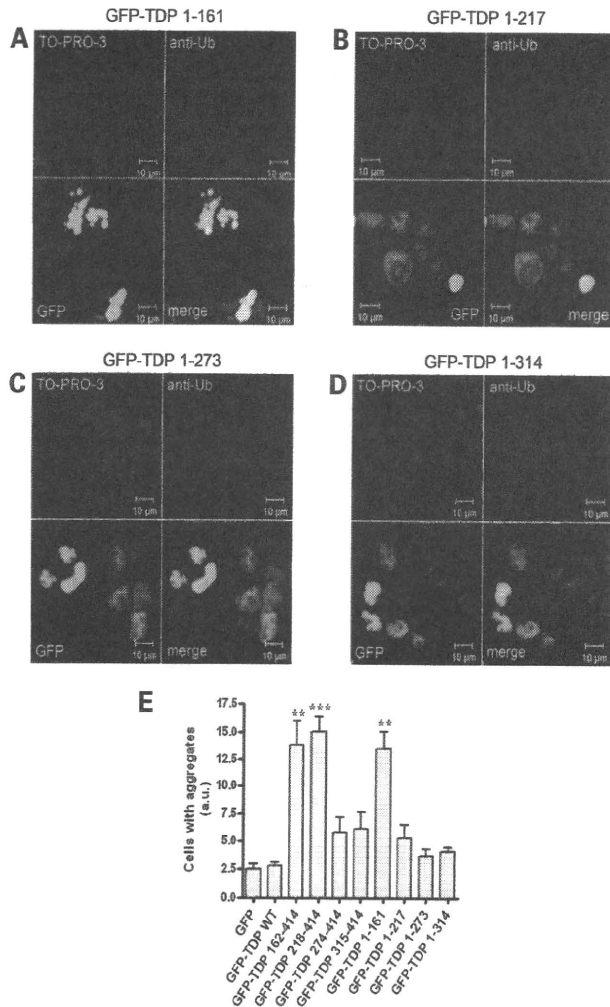 GFP-TDP 1-161
A
TO-PRO-3
anti-Ub
10 µm
10 µm
GFP
10 µm
merge
10 µm
GFP-TDP 1-217
B
TO-PRO-3
anti-Ub
10 µm
10 µm
GFP
10 µm
merge
10 µm
GFP-TDP 1-273
C
TO-PRO-3
anti-Ub
10 µm
10 µm
GFP
10 µm
merge
10 µm
GFP-TDP 1-314
D
TO-PRO-3
anti-Ub
10 µm
10 µm
GFP
10 µm
merge
10 µm
E
Cells with aggregates
(a.u.)
17.5
15.0
12.5
10.0
7.5
5.0
2.5
0.0
**
***
**
GFP
GFP-TDP WT
GFP-TDP 162-414
GFP-TDP 218-414
GFP-TDP 274-414
GFP-TDP 315-414
GFP-TDP 1-161
GFP-TDP 1-217
GFP-TDP 1-273
GFP-TDP 1-314